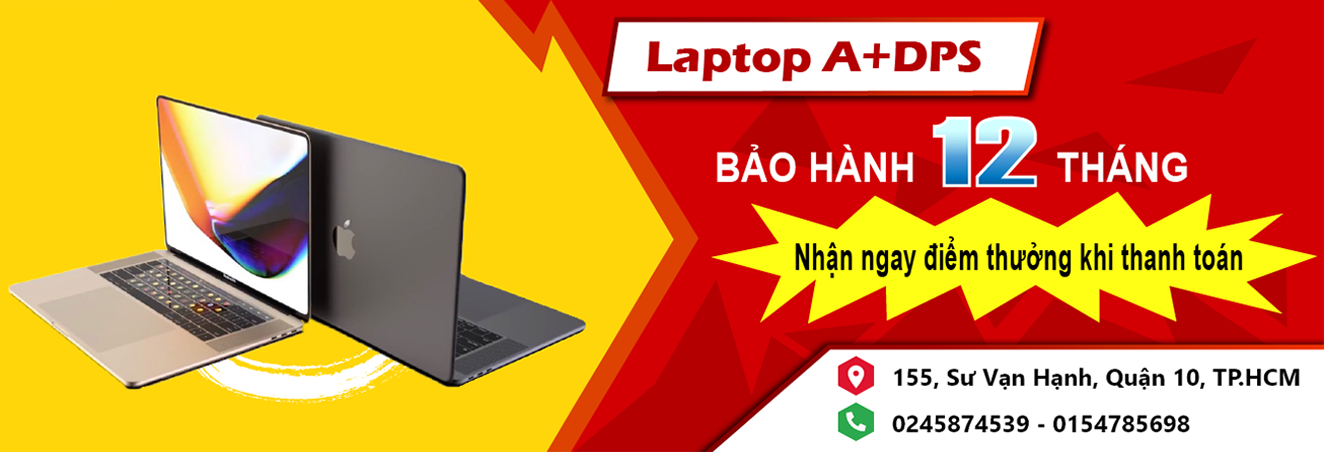 Laptop A+DPS
BẢO HÀNH 12 THÁNG
Nhận ngay điểm thưởng khi thanh toán
155, Sư Vạn Hạnh, Quận 10, TP.HCM
0245874539 - 0154785698